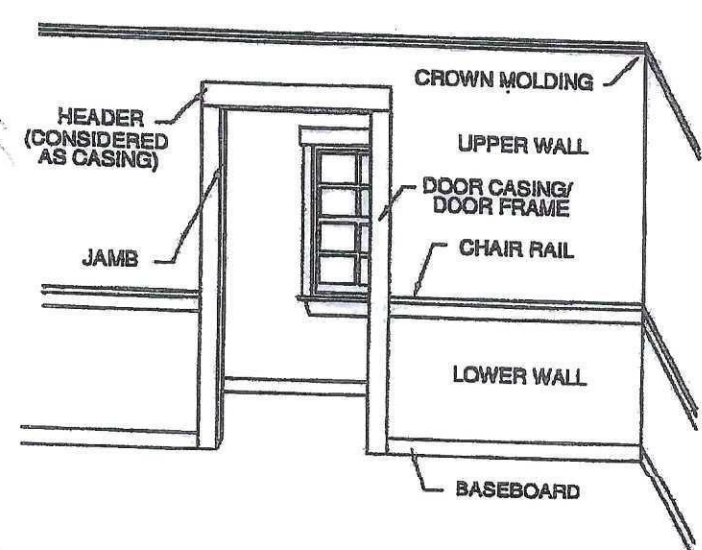 CROWN MOLDING
HEADER
(CONSIDERED
AS CASING)
UPPER WALL
DOOR CASING/
DOOR FRAME
JAMB
CHAIR RAIL
LOWER WALL
BASEBOARD